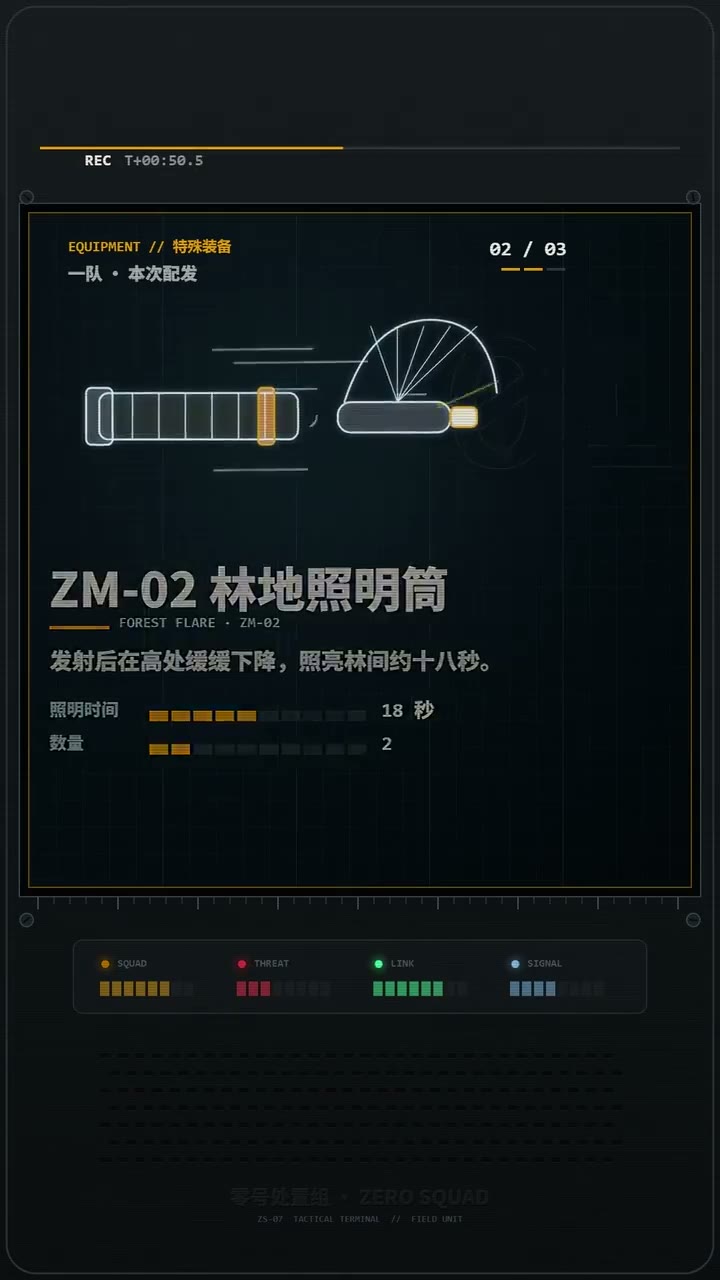 REC T+00:50.5
EQUIPMENT // 特殊装备
02 / 03
一队 · 本次配发
ZM-02 林地照明筒
FOREST FLARE · ZM-02
发射后在高处缓缓下降，照亮林间约十八秒。
照明时间 18 秒
数量 2
SQUAD THREAT LINK SIGNAL
零号处置组 · ZERO SQUAD
ZS-07 TACTICAL TERMINAL // FIELD UNIT